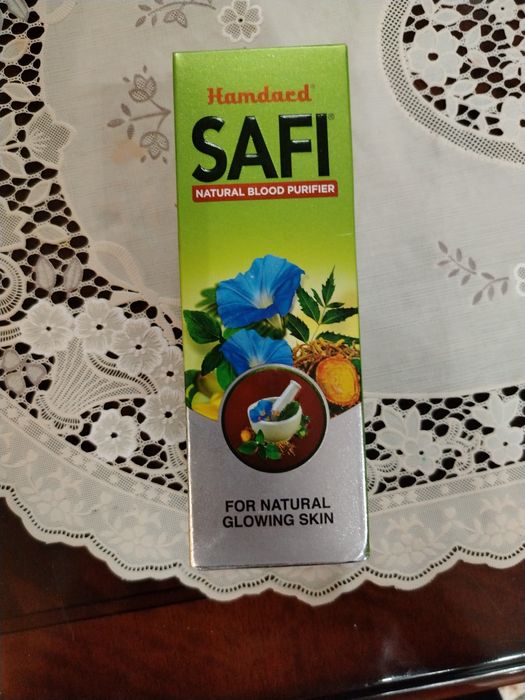 Hamdard
SAFI®
NATURAL BLOOD PURIFIER
FOR NATURAL
GLOWING SKIN